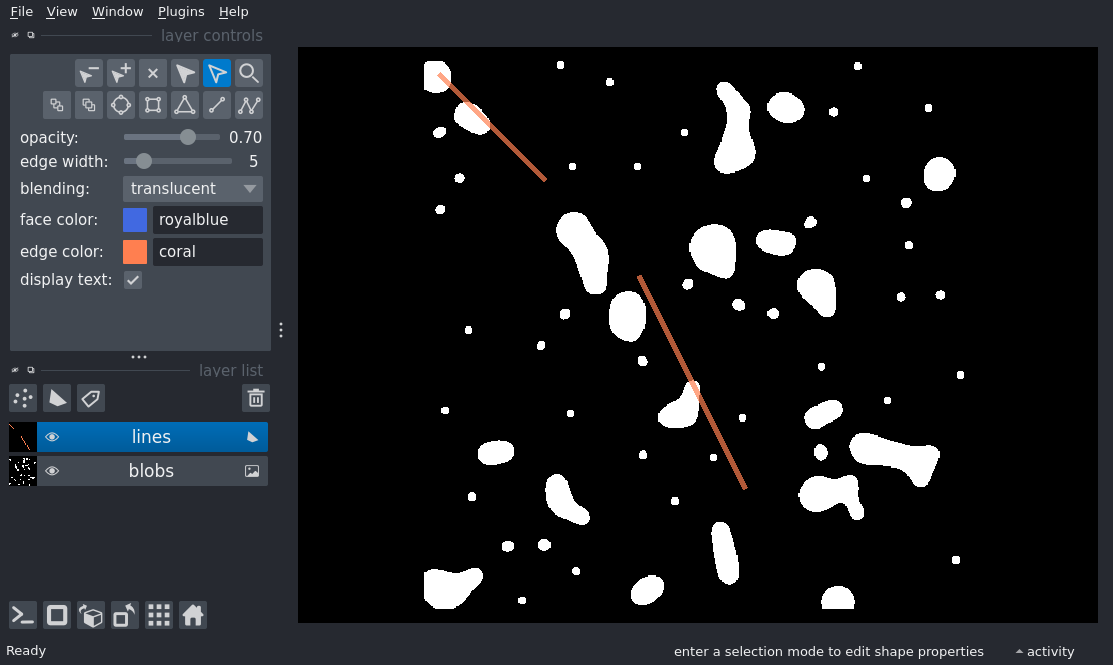 File View Window Plugins Help
layer controls
opacity: 0.70
edge width: 5
blending: translucent
face color: royalblue
edge color: coral
display text:
layer list
lines
blobs
Ready enter a selection mode to edit shape properties activity